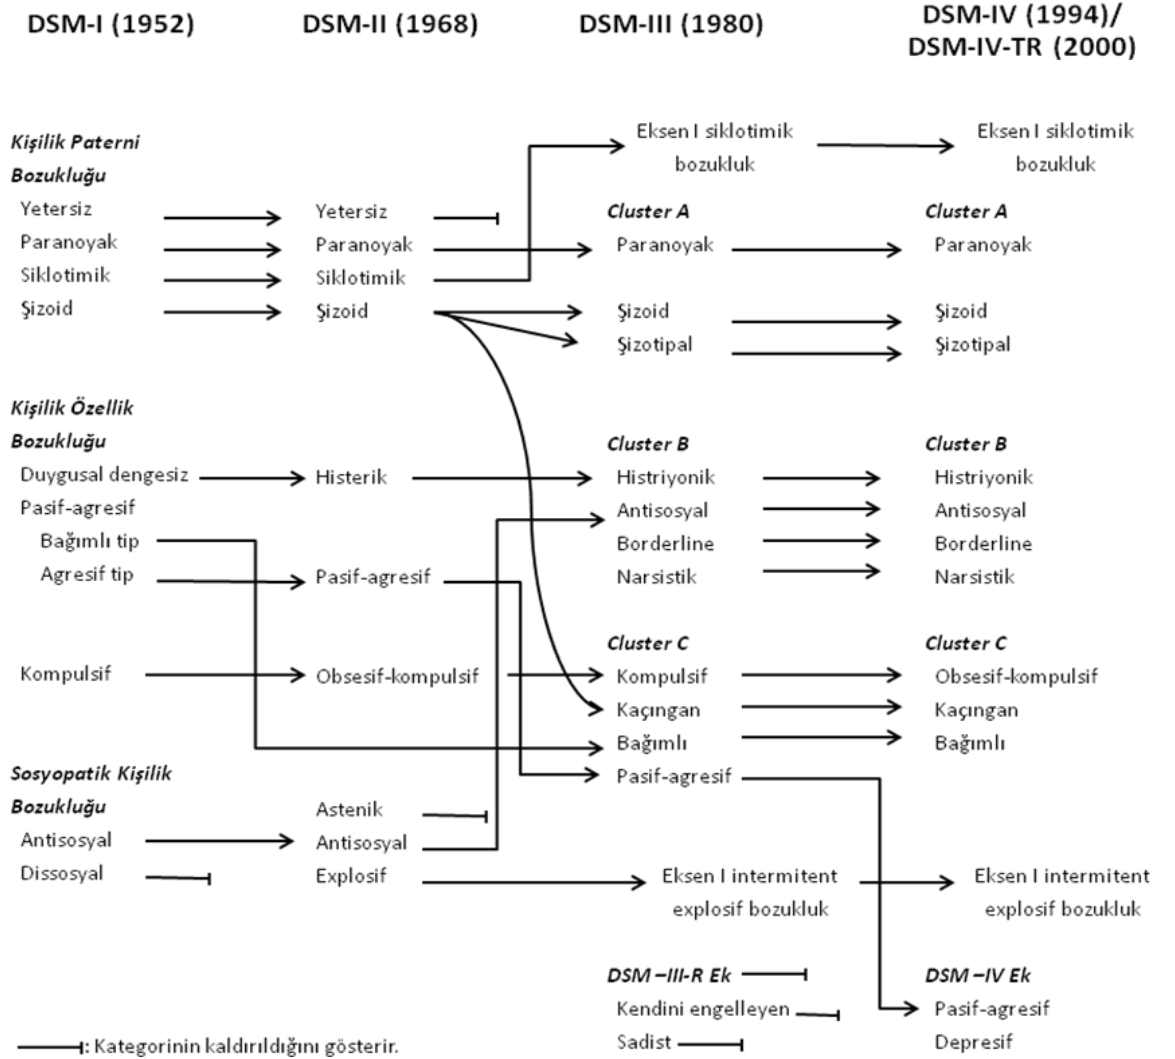 DSM-I (1952)
DSM-II (1968)
DSM-III (1980)
DSM-IV (1994)/
DSM-IV-TR (2000)
Kişilik Paterni
Bozukluğu
Yetersiz
Paranoyak
Siklotimik
Şizoid
Kişilik Özellik
Bozukluğu
Duygusal dengesiz
Pasif-agresif
Bağımlı tip
Agresif tip
Kompulsif
Sosyopatik Kişilik
Bozukluğu
Antisosyal
Dissosyal
Yetersiz
Paranoyak
Siklotimik
Şizoid
Histerik
Pasif-agresif
Obsesif-kompulsif
Astenik
Antisosyal
Explosif
Eksen I siklotimik
bozukluk
Cluster A
Paranoyak
Şizoid
Şizotipal
Cluster B
Histriyonik
Antisosyal
Borderline
Narsistik
Cluster C
Kompulsif
Kaçıngan
Bağımlı
Pasif-agresif
Eksen I intermitent
explosif bozukluk
DSM –III-R Ek
Kendini engelleyen
Sadist
Eksen I siklotimik
bozukluk
Cluster A
Paranoyak
Şizoid
Şizotipal
Cluster B
Histriyonik
Antisosyal
Borderline
Narsistik
Cluster C
Obsesif-kompulsif
Kaçıngan
Bağımlı
Eksen I intermitent
explosif bozukluk
DSM –IV Ek
Pasif-agresif
Depresif
: Kategorinin kaldırıldığını gösterir.